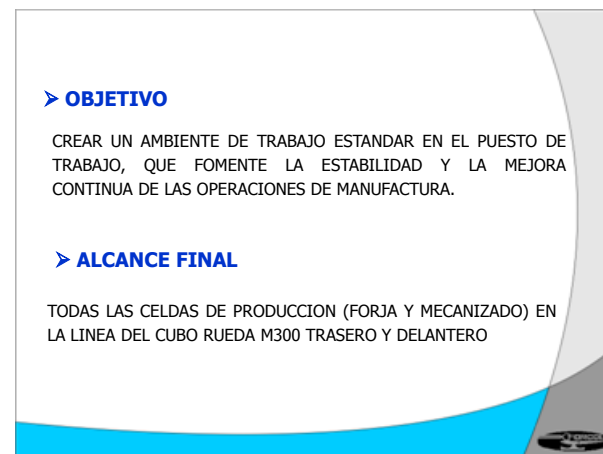 ➢ OBJETIVO
CREAR UN AMBIENTE DE TRABAJO ESTANDAR EN EL PUESTO DE
TRABAJO, QUE FOMENTE LA ESTABILIDAD Y LA MEJORA
CONTINUA DE LAS OPERACIONES DE MANUFACTURA.
➢ ALCANCE FINAL
TODAS LAS CELDAS DE PRODUCCION (FORJA Y MECANIZADO) EN
LA LINEA DEL CUBO RUEDA M300 TRASERO Y DELANTERO